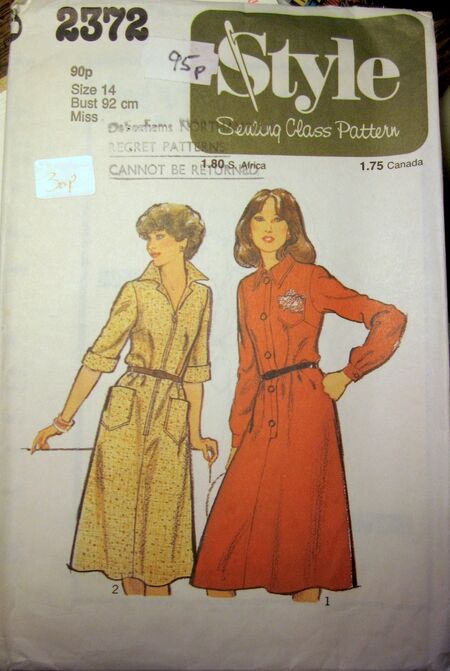 2372
95p
Style
Sewing Class Pattern
90p
Size 14
Bust 92 cm
Miss
Debenhams
REGRET PATTERNS
CANNOT BE RETURNED
1.80 S. Africa
1.75 Canada
30p
2
1